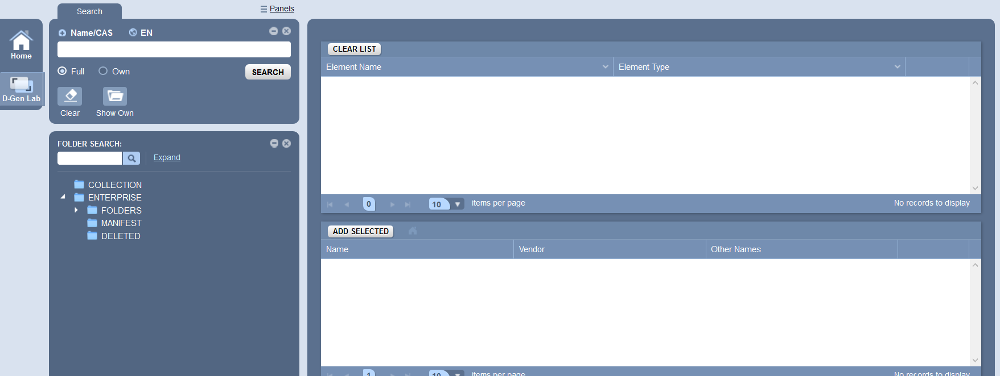 Search
Panels
Home
D-Gen Lab
Name/CAS EN
Full Own
SEARCH
Clear Show Own
FOLDER SEARCH:
Expand
COLLECTION
ENTERPRISE
FOLDERS
MANIFEST
DELETED
CLEAR LIST
Element Name Element Type
0 10 items per page No records to display
ADD SELECTED
Name Vendor Other Names
1 10 items per page No records to display